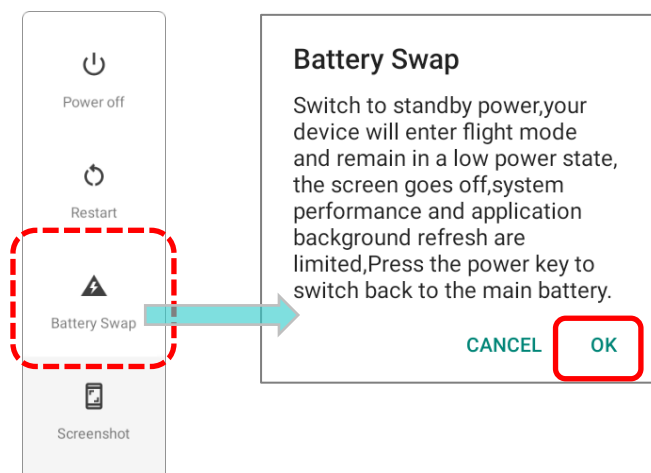 Power off
Restart
Battery Swap
Screenshot
Battery Swap
Switch to standby power,your
device will enter flight mode
and remain in a low power state,
the screen goes off,system
performance and application
background refresh are
limited,Press the power key to
switch back to the main battery.
CANCEL OK